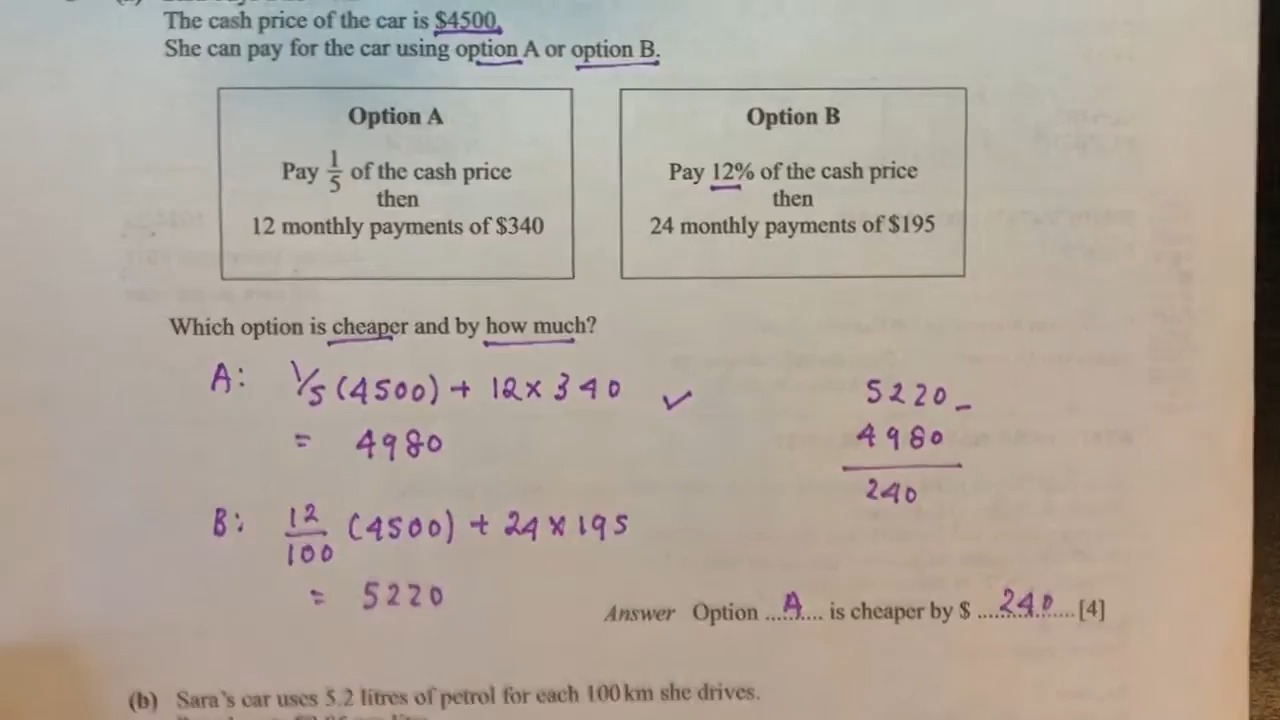 The cash price of the car is $4500.
She can pay for the car using option A or option B.
Option A
Pay 1/5 of the cash price
then
12 monthly payments of $340
Option B
Pay 12% of the cash price
then
24 monthly payments of $195
Which option is cheaper and by how much?
A: 1/5 (4500) + 12 x 340 ✓
= 4980
B: 12/100 (4500) + 24 x 195
= 5220
5220 -
4980
240
Answer Option ...A... is cheaper by $ ...240... [4]
(b) Sara's car uses 5.2 litres of petrol for each 100 km she drives.